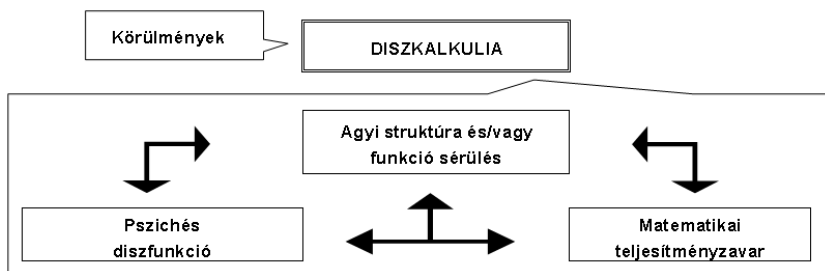 Körülmények
DISZKALKULIA
Agyi struktúra és/vagy
funkció sérülés
Pszichés
diszfunkció
Matematikai
teljesítményzavar